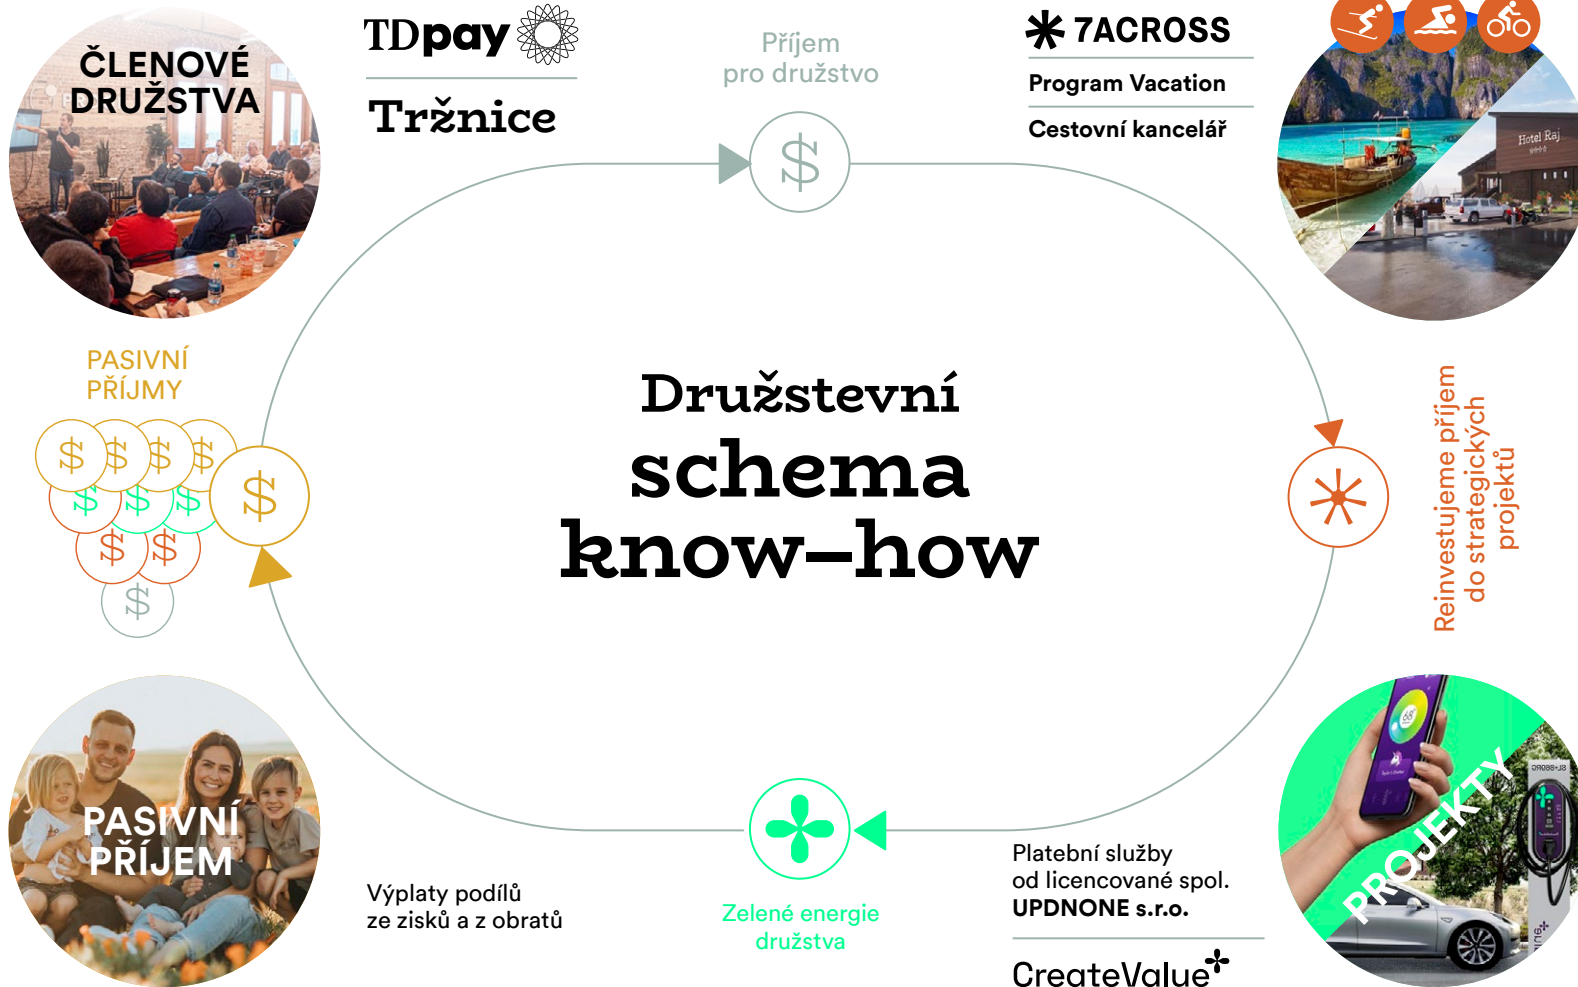 ČLENOVÉ
DRUŽSTVA
TDpay
Tržnice
Příjem
pro družstvo
$
7ACROSS
Program Vacation
Cestovní kancelář
Hotel Raj
PASIVNÍ
PŘÍJMY
$ $ $ $
$ $ $
$ $
$
$
Družstevní
schema
know–how
Reinvestujeme příjem
do strategických
projektů
PASIVNÍ
PŘÍJEM
Výplaty podílů
ze zisků a z obratů
Zelené energie
družstva
Platební služby
od licencované spol.
UPDNONE s.r.o.
CreateValue
68°
PROJEKTY